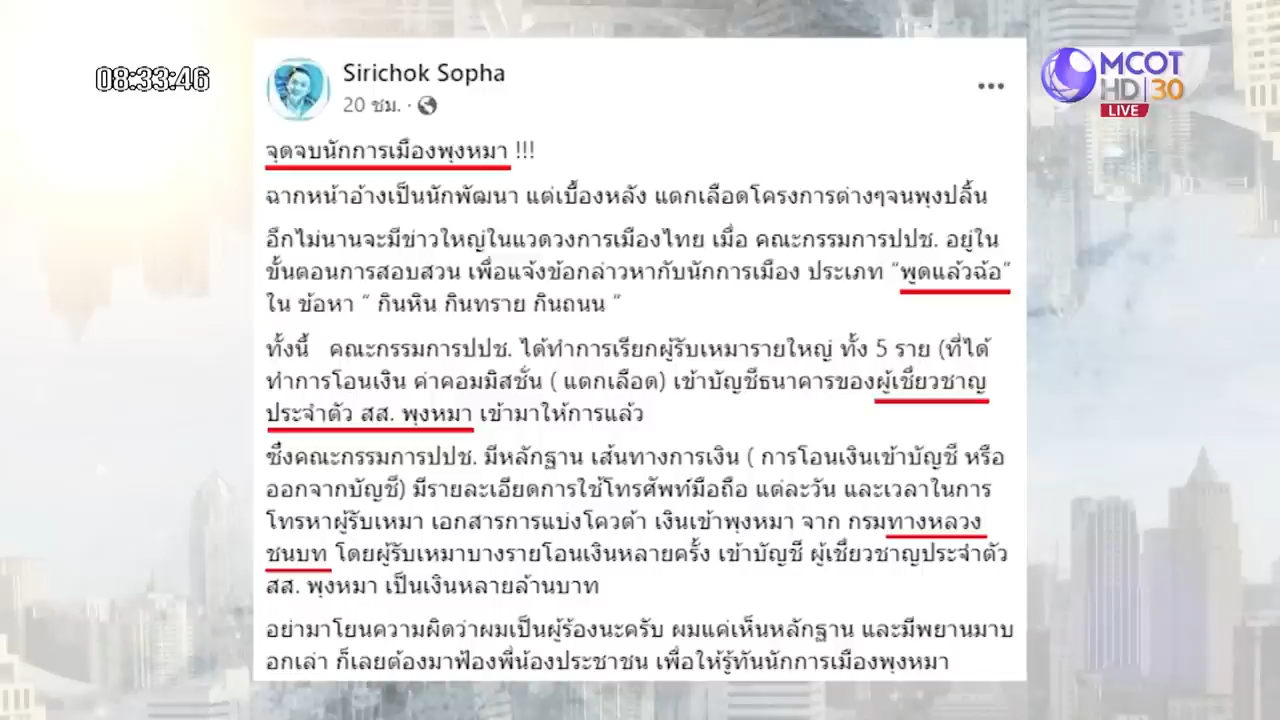 08:33:46
MCOT
HD 30
LIVE
Sirichok Sopha
20 ชม. ·
จุดจบนักการเมืองพุงหมา !!!
ฉากหน้าอ้างเป็นนักพัฒนา แต่เบื้องหลัง แดกเลือดโครงการต่างๆจนพุงปลิ้น
อีกไม่นานจะมีข่าวใหญ่ในแวดวงการเมืองไทย เมื่อ คณะกรรมการปปช. อยู่ใน
ขั้นตอนการสอบสวน เพื่อแจ้งข้อกล่าวหากับนักการเมือง ประเภท “พูดแล้วฉ้อ”
ใน ข้อหา “ กินหิน กินทราย กินถนน ”
ทั้งนี้ คณะกรรมการปปช. ได้ทำการเรียกผู้รับเหมารายใหญ่ ทั้ง 5 ราย (ที่ได้
ทำการโอนเงิน ค่าคอมมิสชั่น ( แดกเลือด) เข้าบัญชีธนาคารของผู้เชี่ยวชาญ
ประจำตัว สส. พุงหมา เข้ามาให้การแล้ว
ซึ่งคณะกรรมการปปช. มีหลักฐาน เส้นทางการเงิน ( การโอนเงินเข้าบัญชี หรือ
ออกจากบัญชี) มีรายละเอียดการใช้โทรศัพท์มือถือ แต่ละวัน และเวลาในการ
โทรหาผู้รับเหมา เอกสารการแบ่งโควต้า เงินเข้าพุงหมา จาก กรมทางหลวง
ชนบท โดยผู้รับเหมาบางรายโอนเงินหลายครั้ง เข้าบัญชี ผู้เชี่ยวชาญประจำตัว
สส. พุงหมา เป็นเงินหลายล้านบาท
อย่ามาโยนความผิดว่าผมเป็นผู้ร้องนะครับ ผมแค่เห็นหลักฐาน และมีพยานมาบ
อกเล่า ก็เลยต้องมาฟ้องพี่น้องประชาชน เพื่อให้รู้ทันนักการเมืองพุงหมา